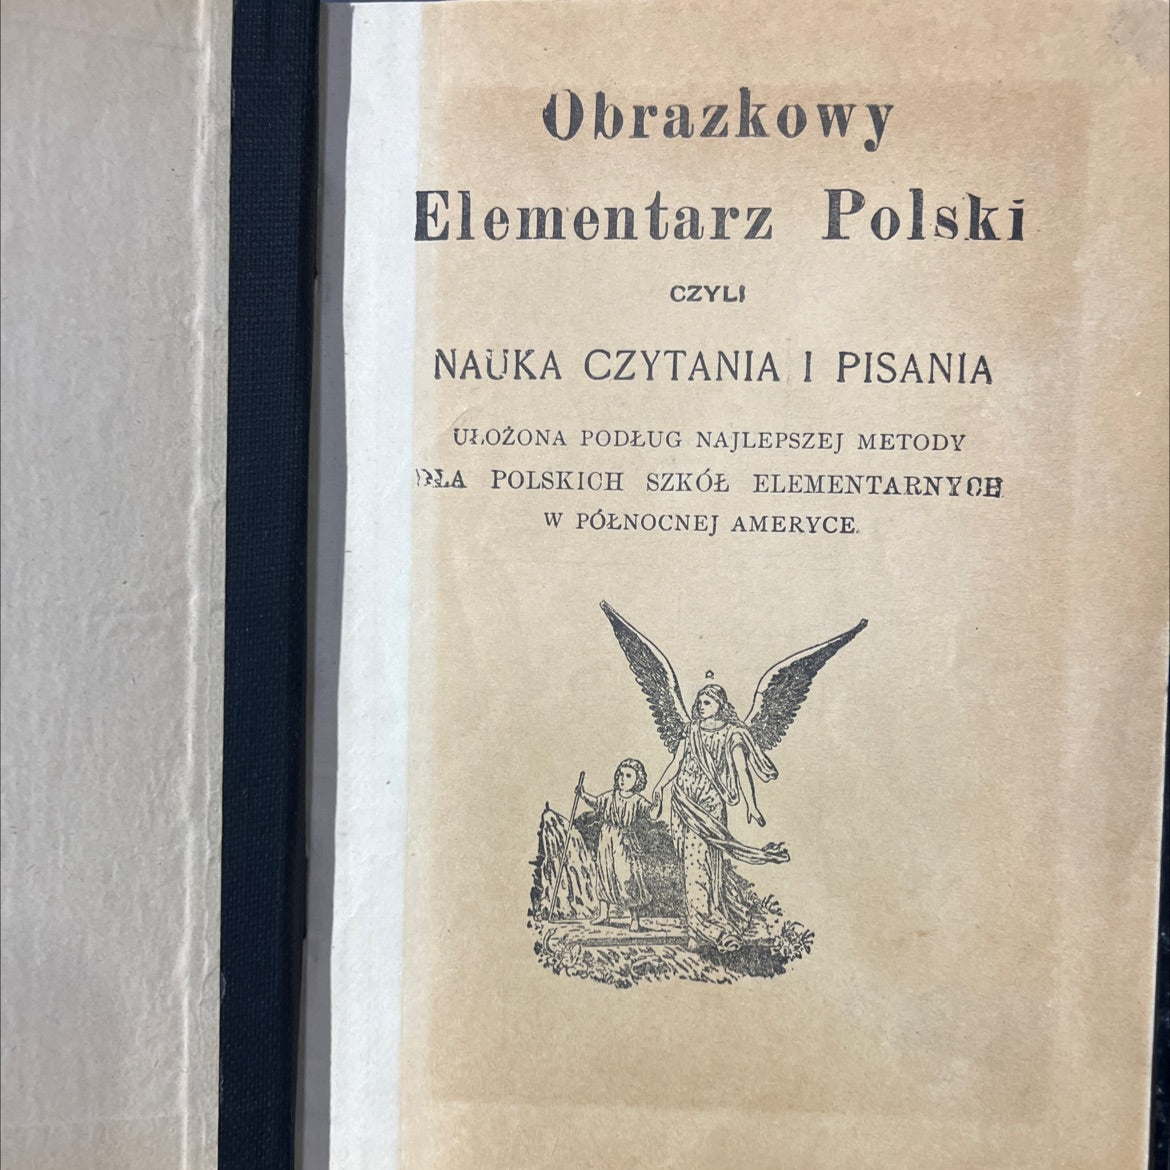 Obrazkowy
Elementarz Polski
CZYLI
NAUKA CZYTANIA I PISANIA
UŁOŻONA PODŁUG NAJLEPSZEJ METODY
DLA POLSKICH SZKÓŁ ELEMENTARNYCH
W PÓŁNOCNEJ AMERYCE.